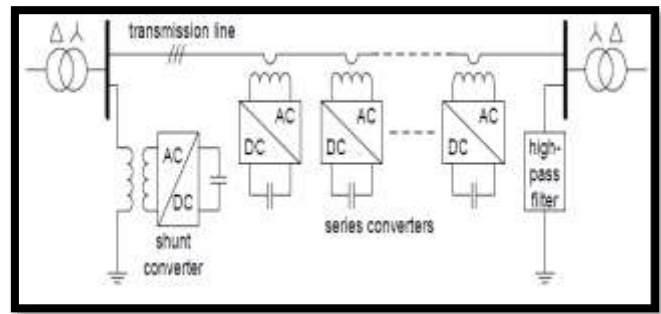 transmission line
AC
DC
AC
DC
AC
DC
AC
DC
high-
pass
filter
series converters
shunt
converter